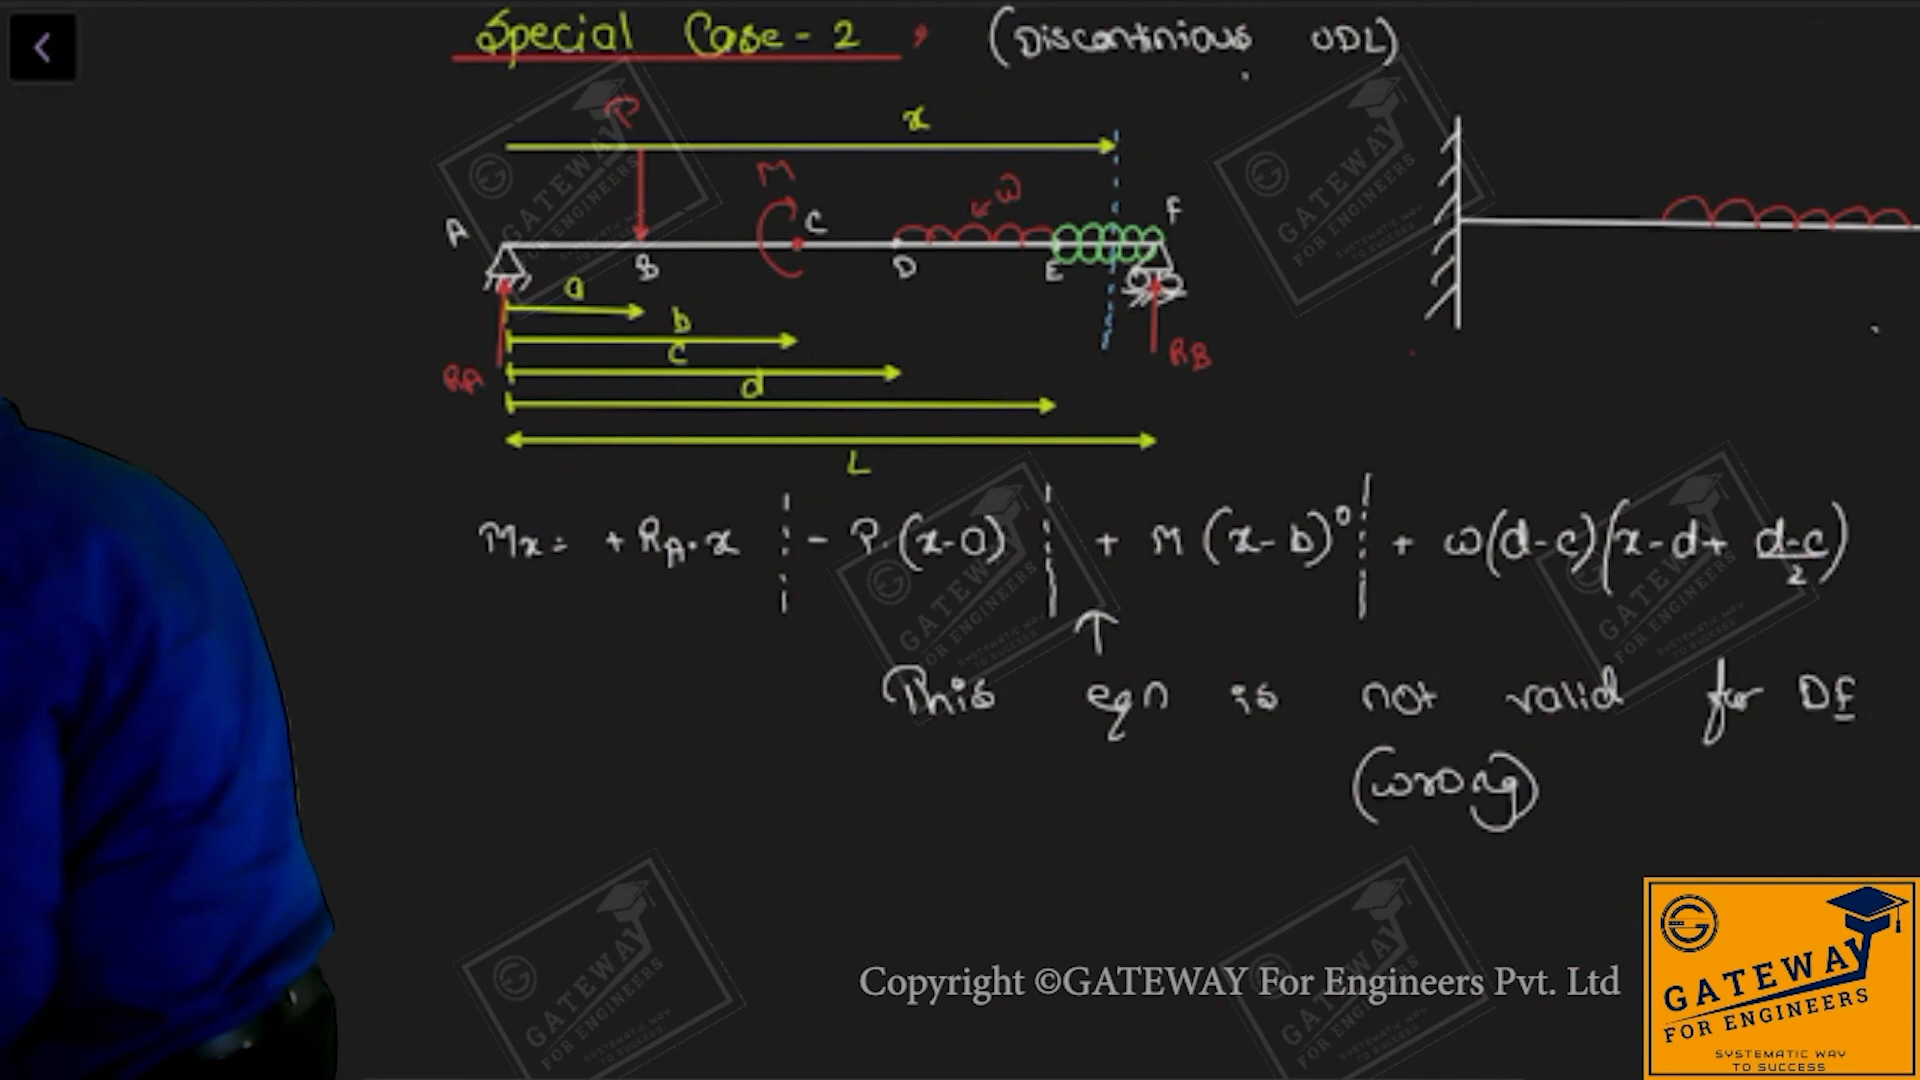 Special Case - 2 , (Discontinious UDL)
P
x
M
w
A
B
C
D
E
F
a
b
c
d
L
RA
RB
Mx = + RA.x - P.(x-a) + M (x-b)⁰ + w(d-c)(x-d+ d-c/2)
↑
This eqn is not valid for DF
(wrong)
Copyright ©GATEWAY For Engineers Pvt. Ltd
GATEWAY
FOR ENGINEERS
SYSTEMATIC WAY
TO SUCCESS